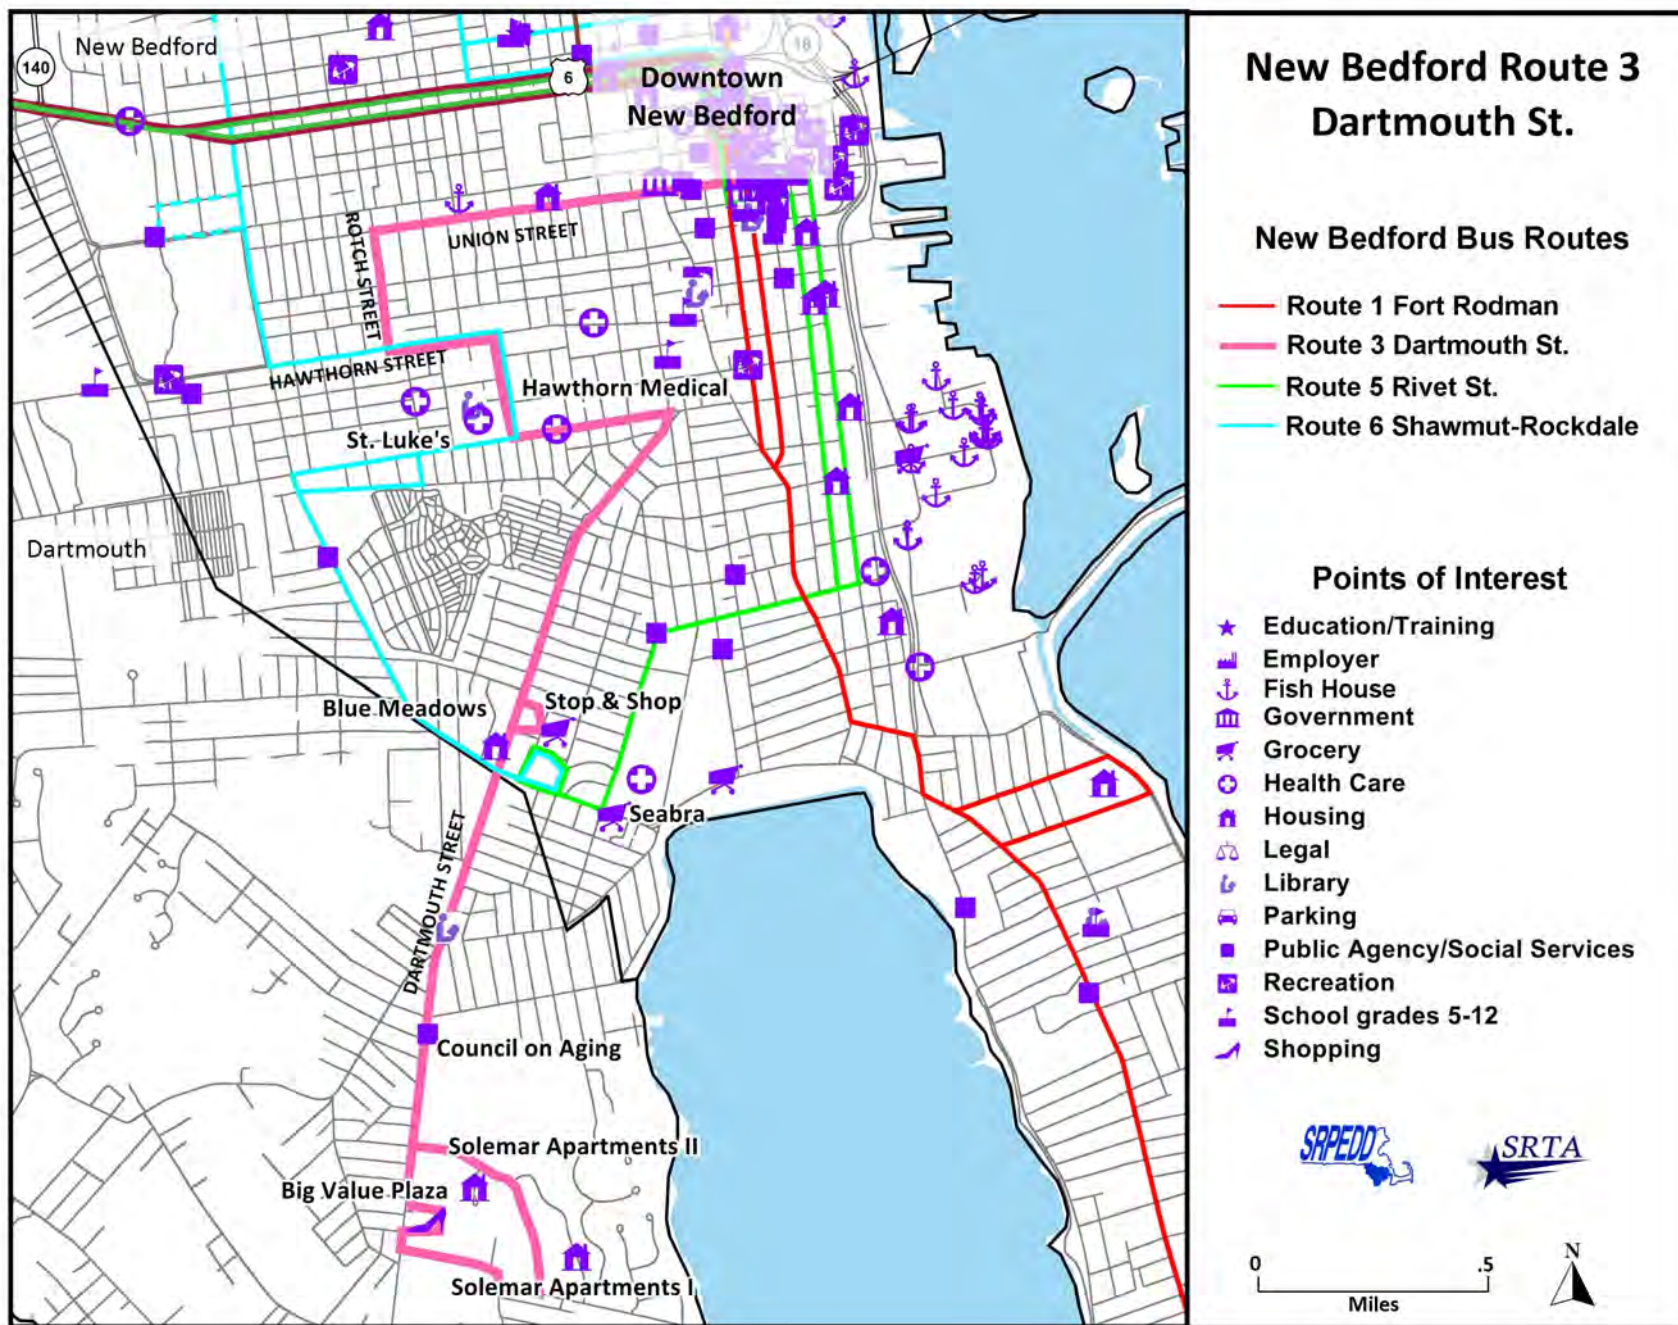 New Bedford
140
6
18
Downtown
New Bedford
ROTCH STREET
UNION STREET
HAWTHORN STREET
Hawthorn Medical
St. Luke's
Dartmouth
Blue Meadows
Stop & Shop
Seabra
DARTMOUTH STREET
Council on Aging
Solemar Apartments II
Big Value Plaza
Solemar Apartments I
New Bedford Route 3
Dartmouth St.
New Bedford Bus Routes
Route 1 Fort Rodman
Route 3 Dartmouth St.
Route 5 Rivet St.
Route 6 Shawmut-Rockdale
Points of Interest
Education/Training
Employer
Fish House
Government
Grocery
Health Care
Housing
Legal
Library
Parking
Public Agency/Social Services
Recreation
School grades 5-12
Shopping
SRPEDD
SRTA
0 .5
Miles
N